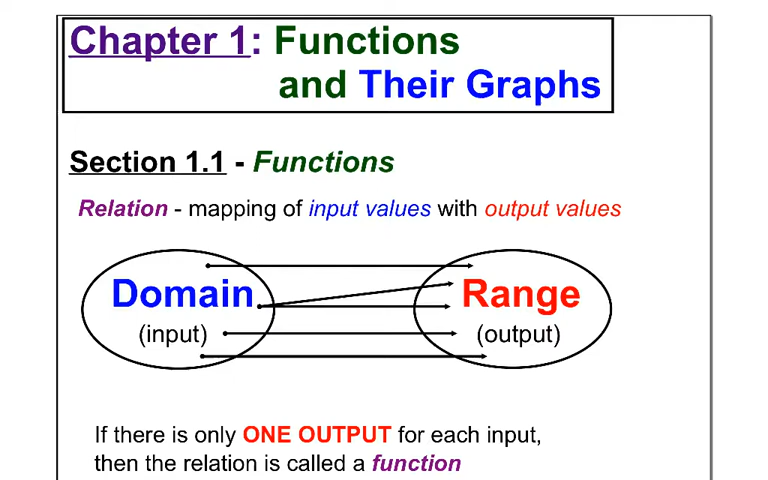 Chapter 1: Functions
and Their Graphs
Section 1.1 - Functions
Relation - mapping of input values with output values
Domain
(input)
Range
(output)
If there is only ONE OUTPUT for each input,
then the relation is called a function